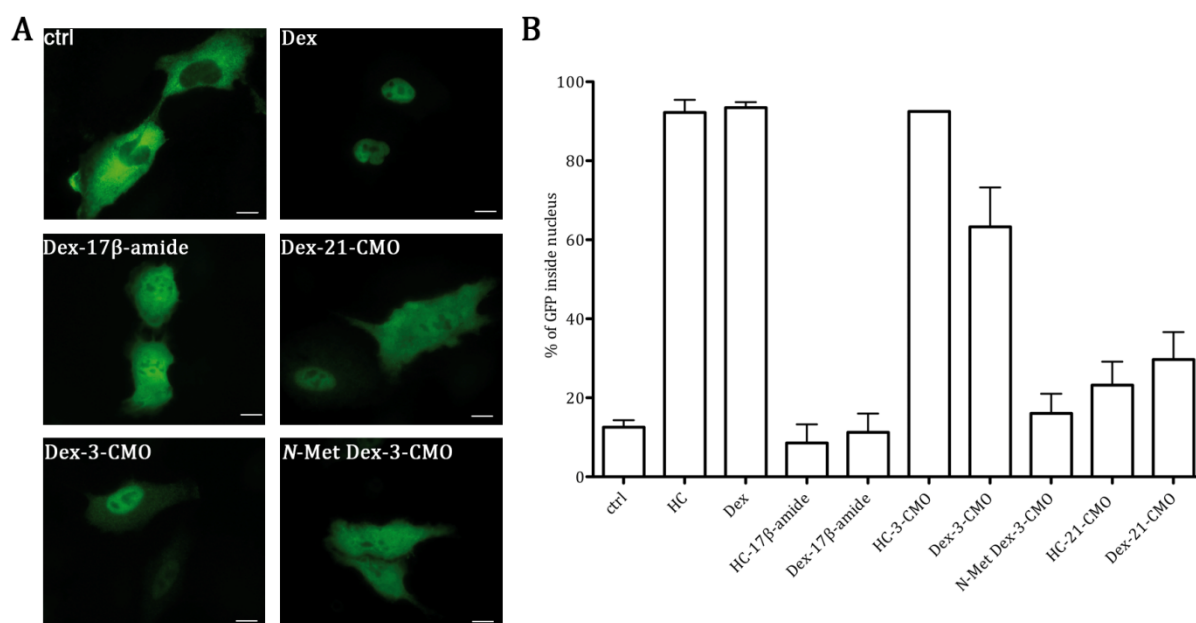 A
ctrl
Dex
Dex-17β-amide
Dex-21-CMO
Dex-3-CMO
N-Met Dex-3-CMO
B
% of GFP inside nucleus
100
80
60
40
20
0
ctrl
HC
Dex
HC-17β-amide
Dex-17β-amide
HC-3-CMO
Dex-3-CMO
N-Met Dex-3-CMO
HC-21-CMO
Dex-21-CMO